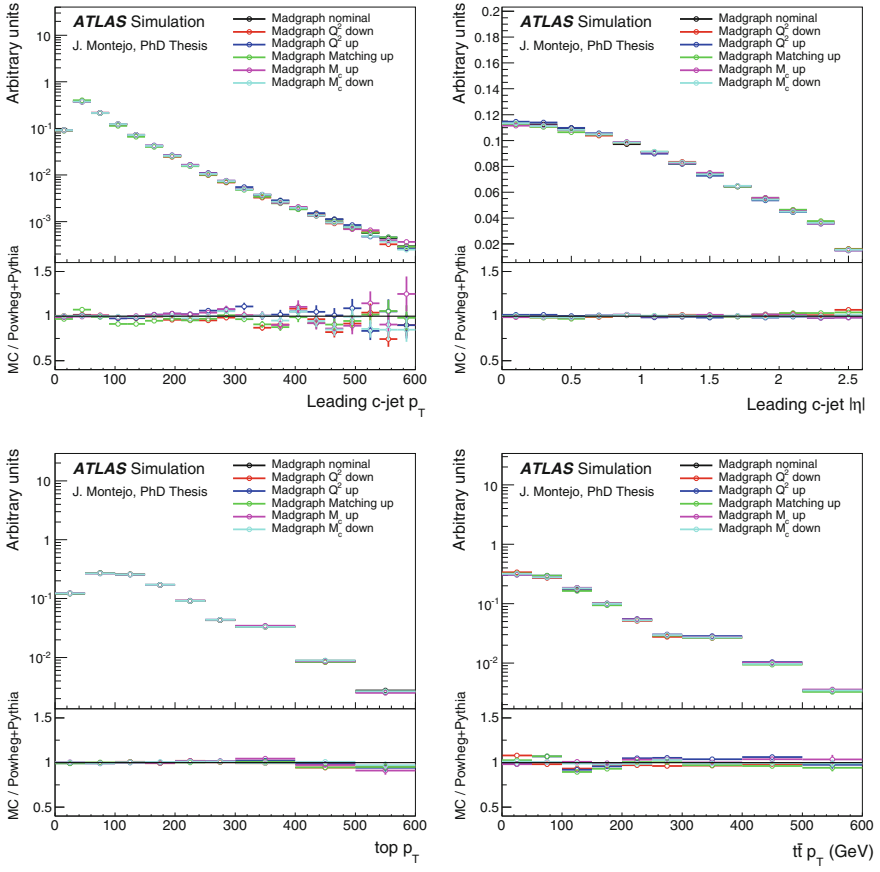 ATLAS Simulation
J. Montejo, PhD Thesis
Madgraph nominal
Madgraph Q² down
Madgraph Q² up
Madgraph Matching up
Madgraph M_c up
Madgraph M_c down
Arbitrary units
10
1
10⁻¹
10⁻²
10⁻³
MC / Powheg+Pythia
1.5
1
0.5
0 100 200 300 400 500 600
Leading c-jet p_T
ATLAS Simulation
J. Montejo, PhD Thesis
Madgraph nominal
Madgraph Q² down
Madgraph Q² up
Madgraph Matching up
Madgraph M_c up
Madgraph M_c down
Arbitrary units
0.2
0.18
0.16
0.14
0.12
0.10
0.08
0.06
0.04
0.02
MC / Powheg+Pythia
1.5
1
0.5
0 0.5 1 1.5 2 2.5
Leading c-jet |η|
ATLAS Simulation
J. Montejo, PhD Thesis
Madgraph nominal
Madgraph Q² down
Madgraph Q² up
Madgraph Matching up
Madgraph M_c up
Madgraph M_c down
Arbitrary units
10
1
10⁻¹
10⁻²
MC / Powheg+Pythia
1.5
1
0.5
0 100 200 300 400 500 600
top p_T
ATLAS Simulation
J. Montejo, PhD Thesis
Madgraph nominal
Madgraph Q² down
Madgraph Q² up
Madgraph Matching up
Madgraph M_c up
Madgraph M_c down
Arbitrary units
10
1
10⁻¹
10⁻²
MC / Powheg+Pythia
1.5
1
0.5
0 100 200 300 400 500 600
tt̄ p_T (GeV)